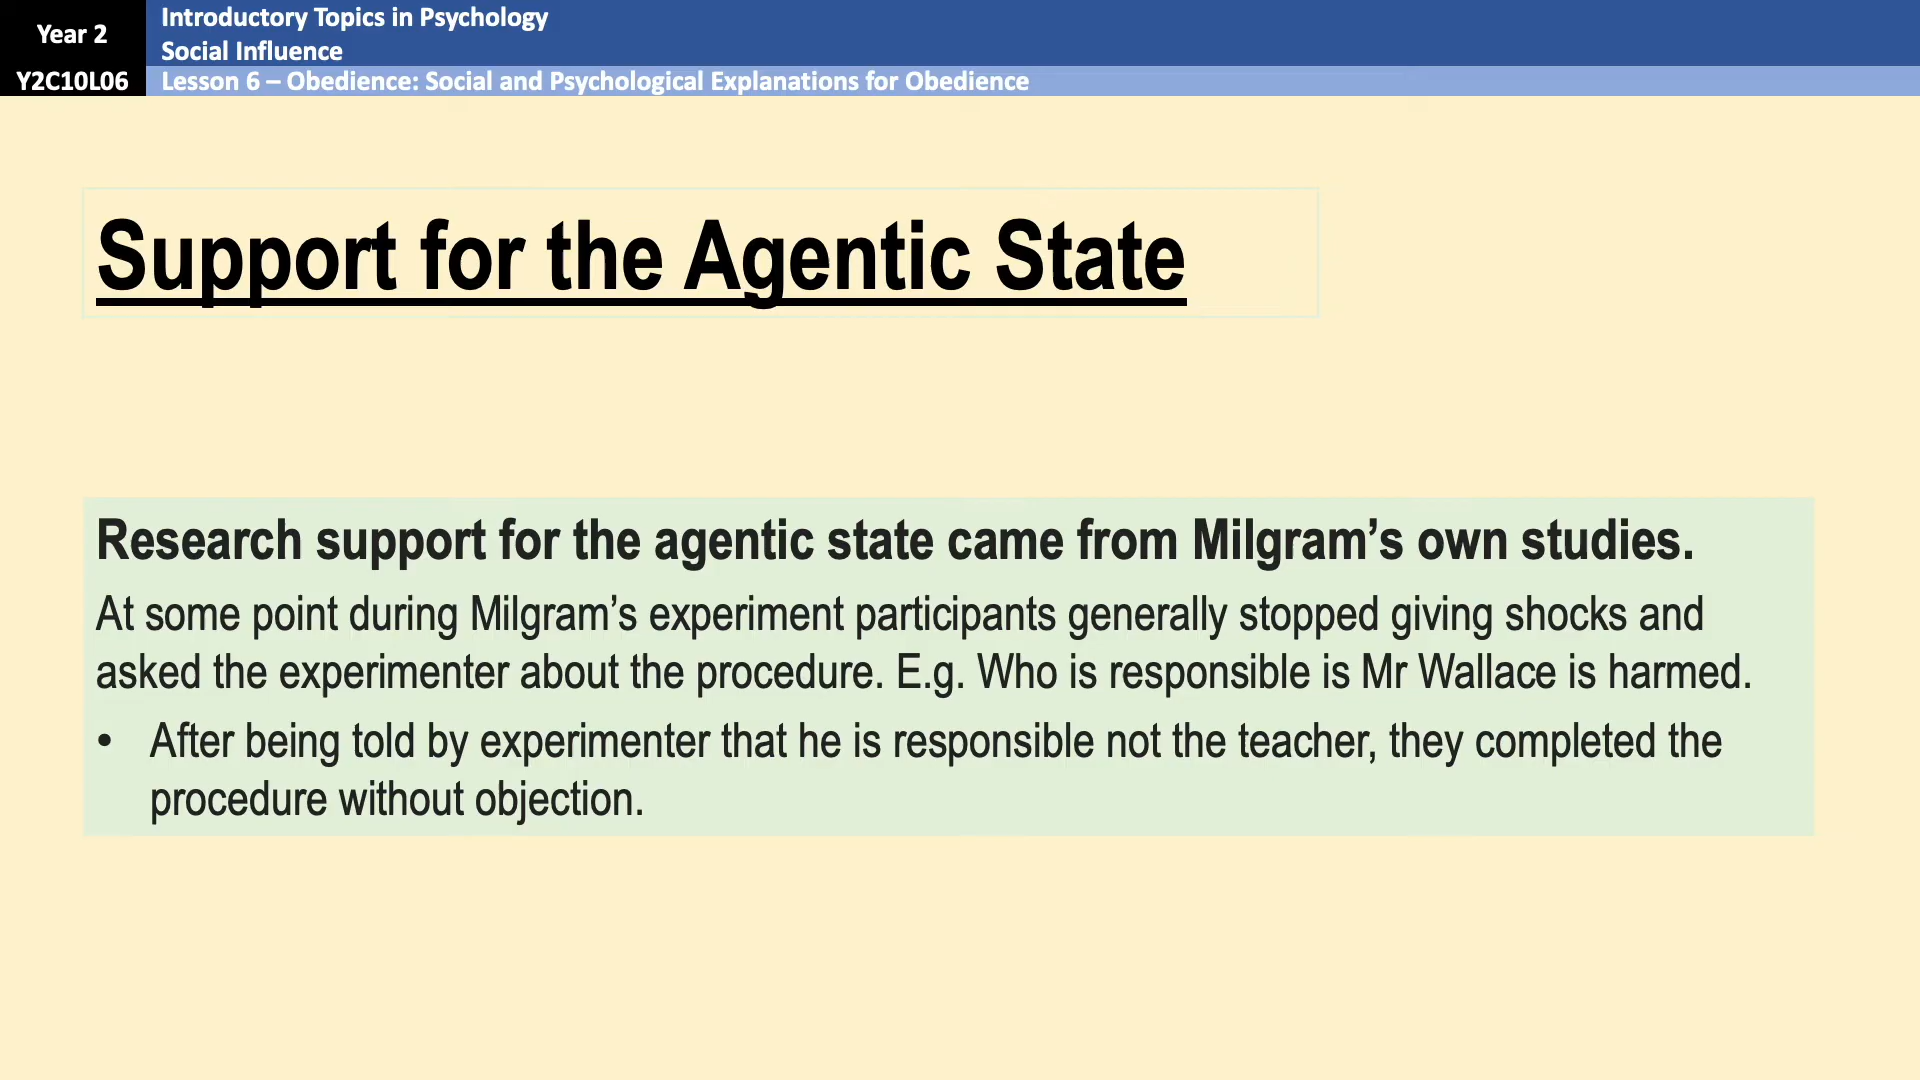 Year 2
Introductory Topics in Psychology
Social Influence
Y2C10L06
Lesson 6 – Obedience: Social and Psychological Explanations for Obedience
Support for the Agentic State
Research support for the agentic state came from Milgram’s own studies.
At some point during Milgram’s experiment participants generally stopped giving shocks and
asked the experimenter about the procedure. E.g. Who is responsible is Mr Wallace is harmed.
• After being told by experimenter that he is responsible not the teacher, they completed the
procedure without objection.